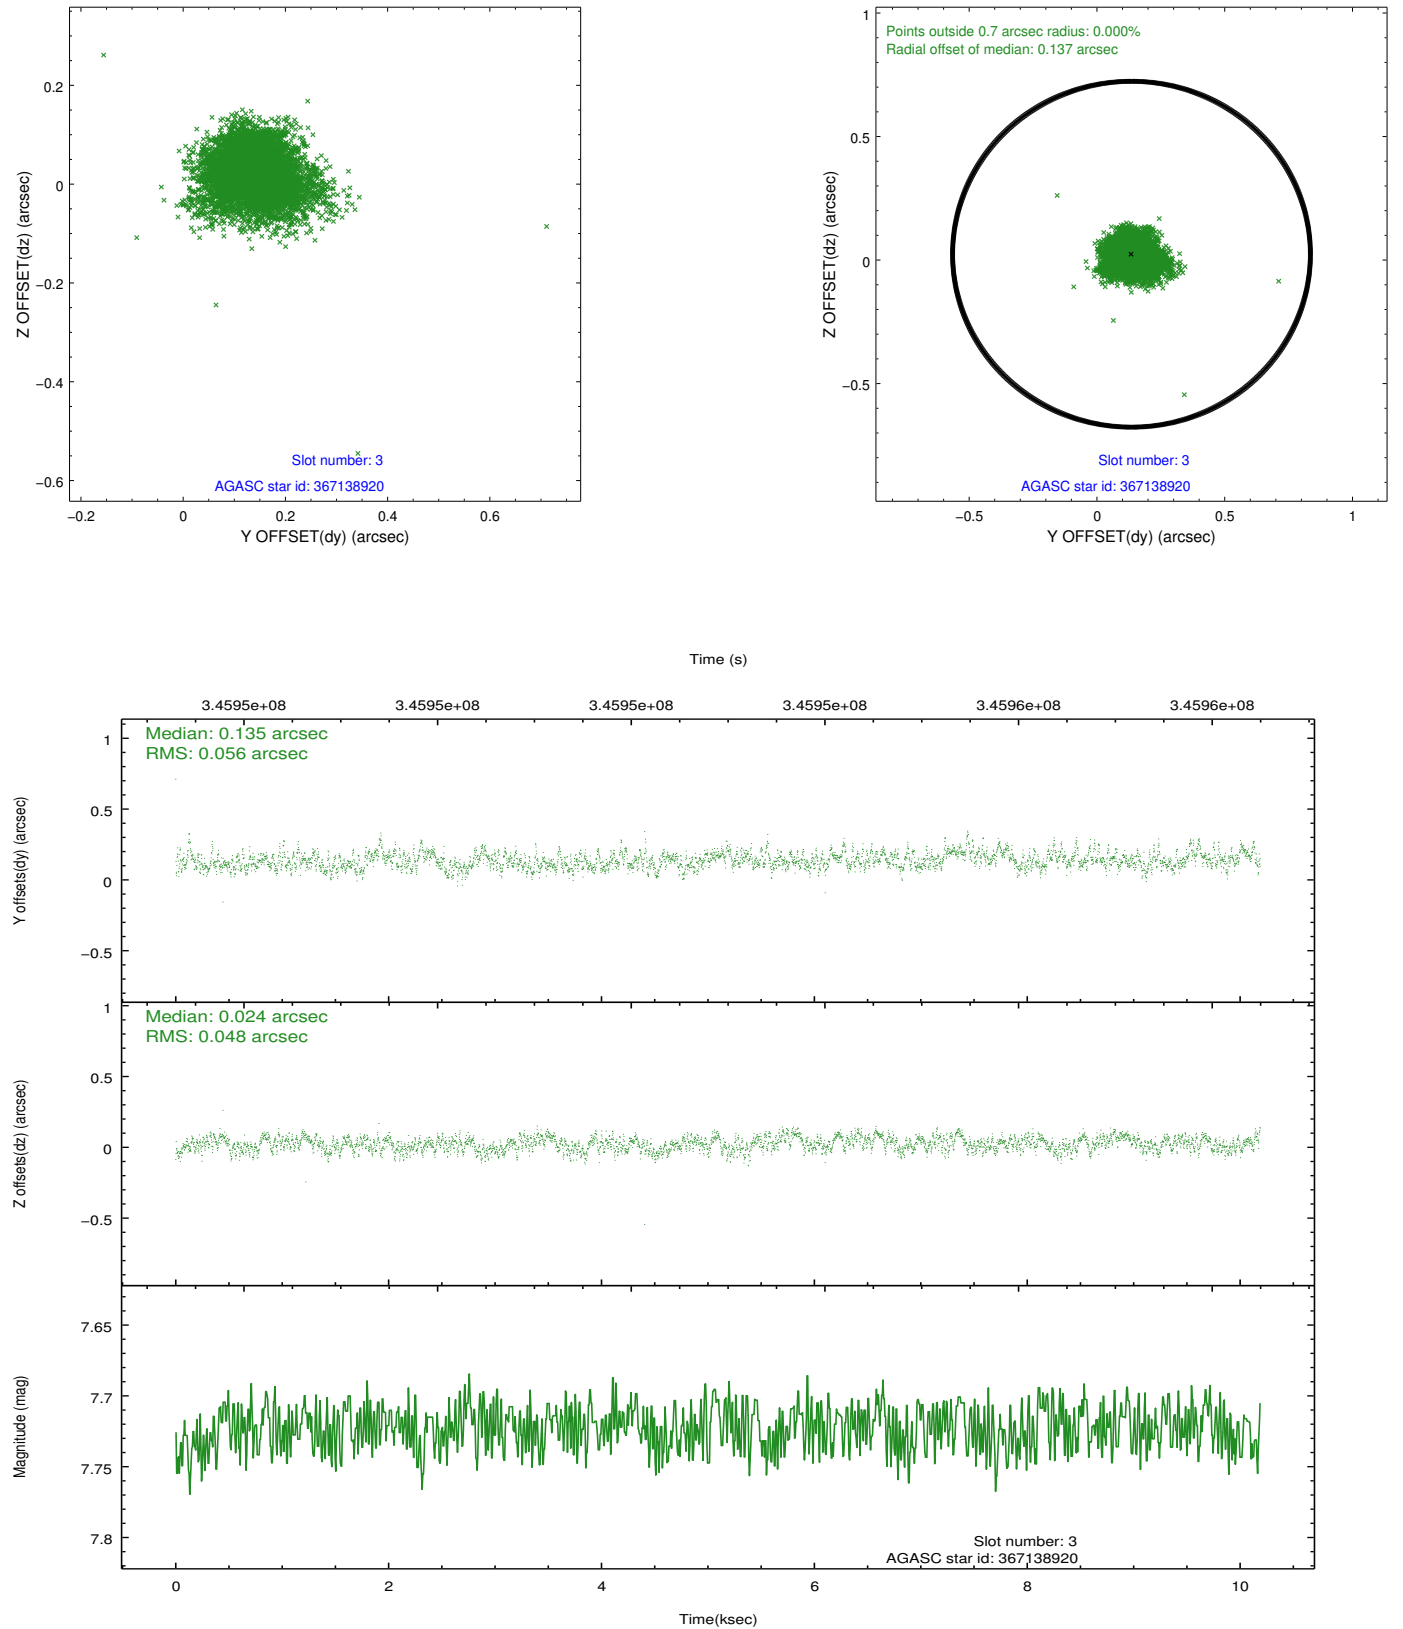 0.2
0
−0.2
−0.4
−0.6
−0.2 0 0.2 0.4 0.6
Z OFFSET(dz) (arcsec)
Y OFFSET(dy) (arcsec)
Slot number: 3
AGASC star id: 367138920
Points outside 0.7 arcsec radius: 0.000%
Radial offset of median: 0.137 arcsec
1
0.5
0
−0.5
−0.5 0 0.5 1
Z OFFSET(dz) (arcsec)
Y OFFSET(dy) (arcsec)
Slot number: 3
AGASC star id: 367138920
Time (s)
3.4595e+08 3.4595e+08 3.4595e+08 3.4595e+08 3.4596e+08 3.4596e+08
Median: 0.135 arcsec
RMS: 0.056 arcsec
1
0.5
0
−0.5
Y offsets(dy) (arcsec)
Median: 0.024 arcsec
RMS: 0.048 arcsec
1
0.5
0
−0.5
Z offsets(dz) (arcsec)
7.65
7.7
7.75
7.8
Magnitude (mag)
Slot number: 3
AGASC star id: 367138920
0 2 4 6 8 10
Time(ksec)